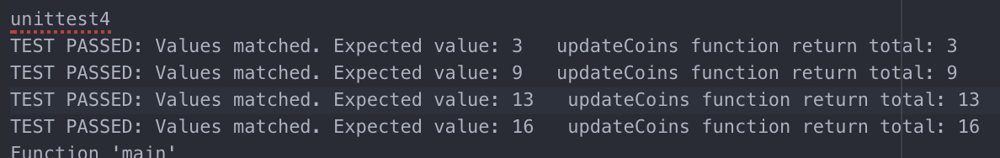 unittest4
TEST PASSED: Values matched. Expected value: 3   updateCoins function return total: 3
TEST PASSED: Values matched. Expected value: 9   updateCoins function return total: 9
TEST PASSED: Values matched. Expected value: 13   updateCoins function return total: 13
TEST PASSED: Values matched. Expected value: 16   updateCoins function return total: 16
Function 'main'